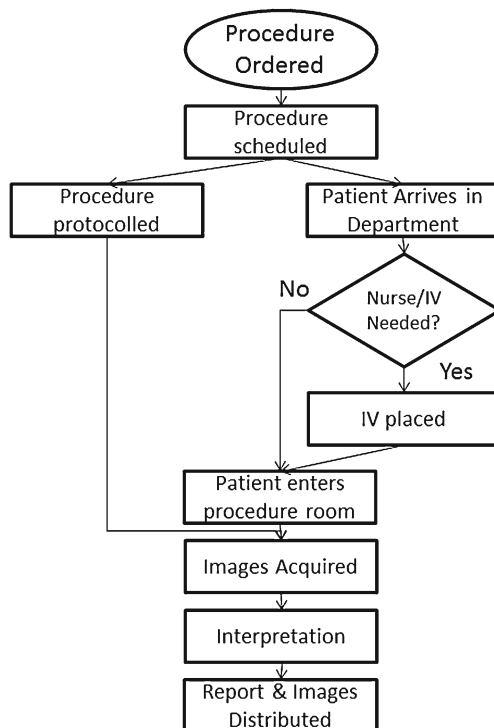 Procedure
Ordered
Procedure
scheduled
Procedure
protocolled
Patient Arrives in
Department
No
Nurse/IV
Needed?
Yes
IV placed
Patient enters
procedure room
Images Acquired
Interpretation
Report & Images
Distributed